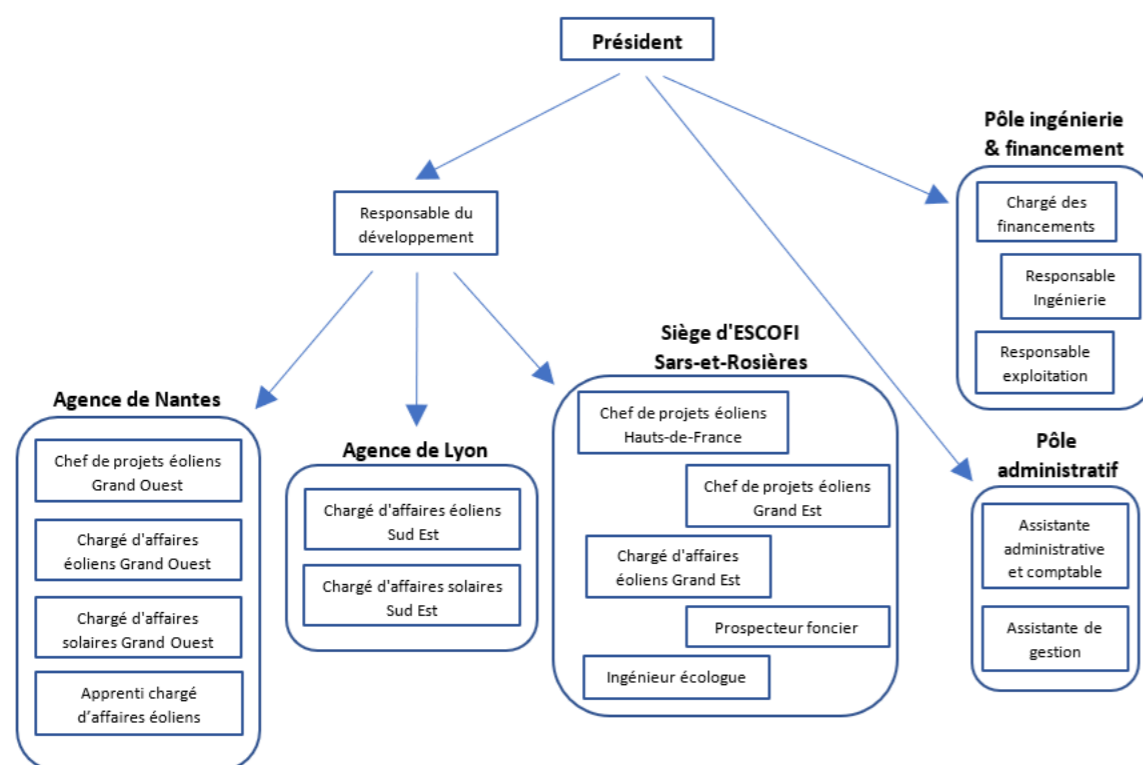 Président
Pôle ingénierie
& financement
Chargé des
financements
Responsable
Ingénierie
Responsable
exploitation
Responsable du
développement
Agence de Nantes
Chef de projets éoliens
Grand Ouest
Chargé d'affaires
éoliens Grand Ouest
Chargé d'affaires
solaires Grand Ouest
Apprenti chargé
d’affaires éoliens
Agence de Lyon
Chargé d'affaires éoliens
Sud Est
Chargé d'affaires solaires
Sud Est
Siège d'ESCOFI
Sars-et-Rosières
Chef de projets éoliens
Hauts-de-France
Chef de projets éoliens
Grand Est
Chargé d'affaires
éoliens Grand Est
Prospecteur foncier
Ingénieur écologue
Pôle
administratif
Assistante
administrative
et comptable
Assistante de
gestion